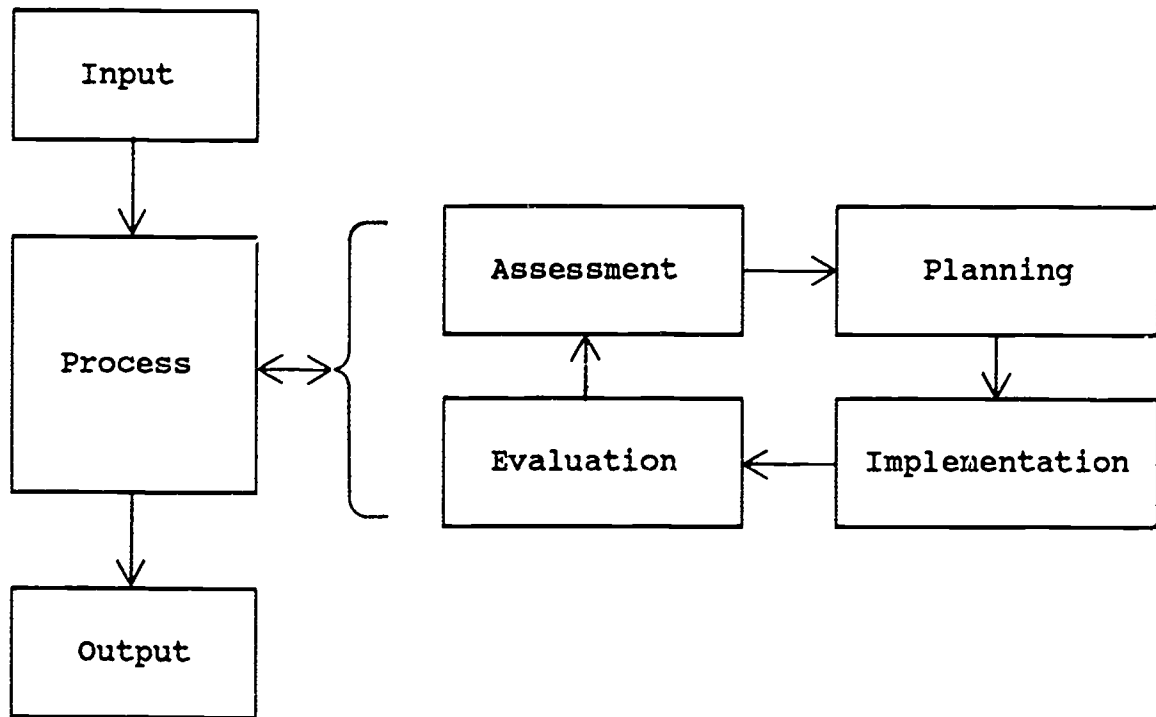 Input
Assessment
Planning
Process
Evaluation
Implementation
Output